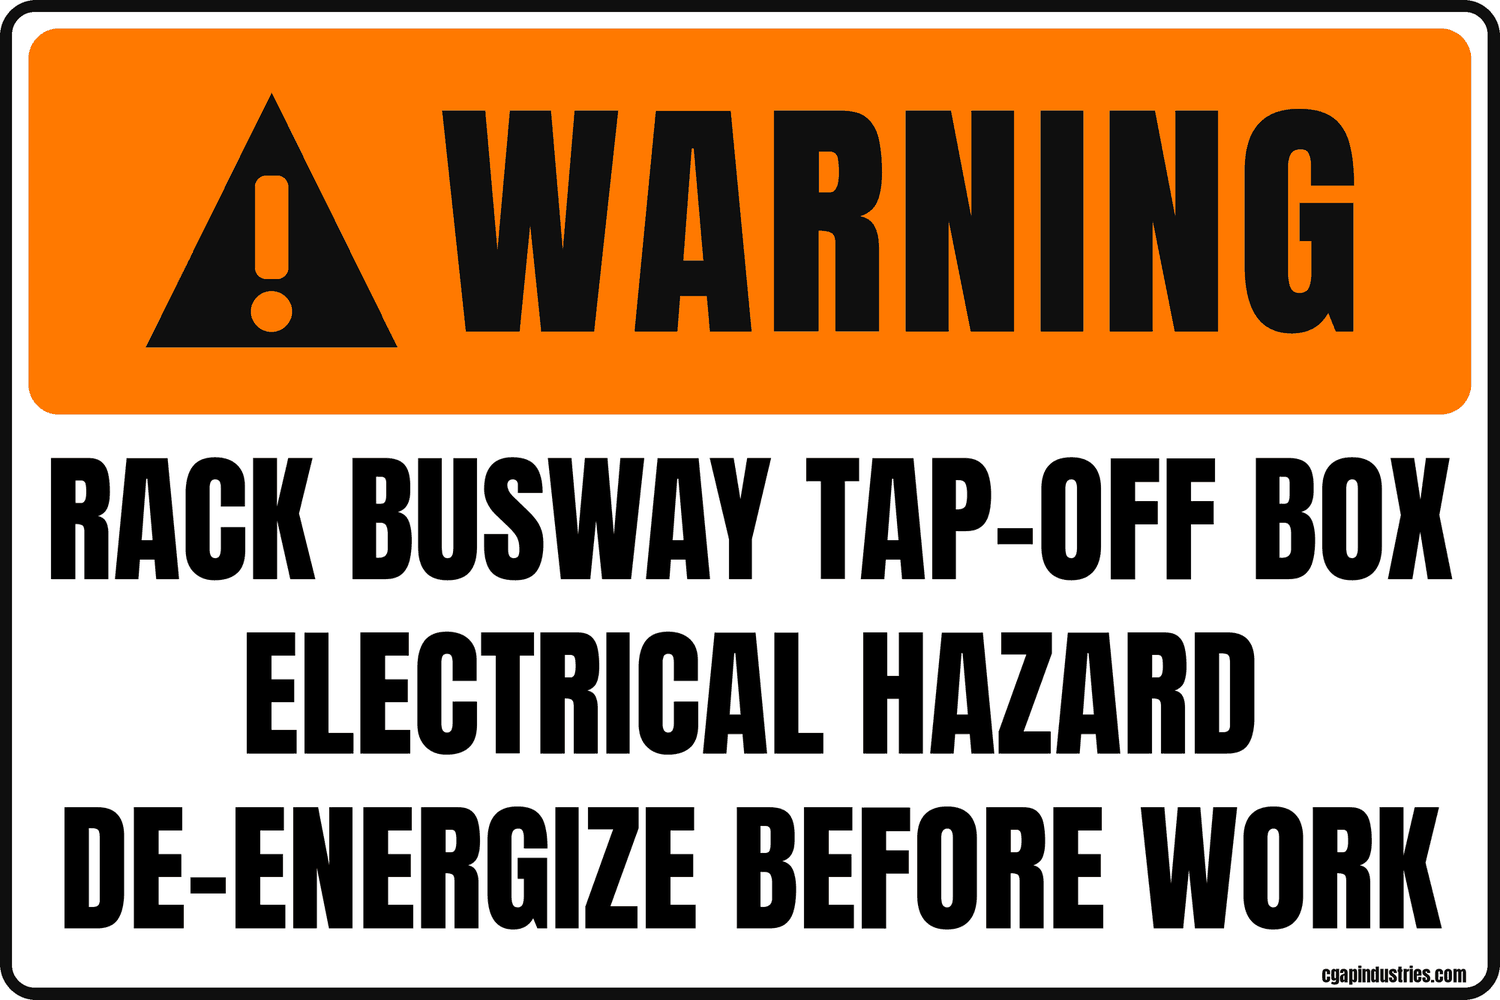 WARNING
RACK BUSWAY TAP-OFF BOX
ELECTRICAL HAZARD
DE-ENERGIZE BEFORE WORK
cgapindustries.com